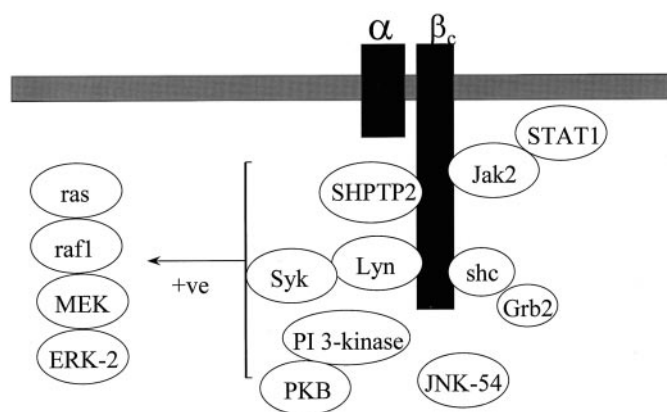 α
βc
STAT1
Jak2
SHPTP2
ras
raf1
MEK
ERK-2
+ve
Syk
Lyn
shc
Grb2
PI 3-kinase
PKB
JNK-54